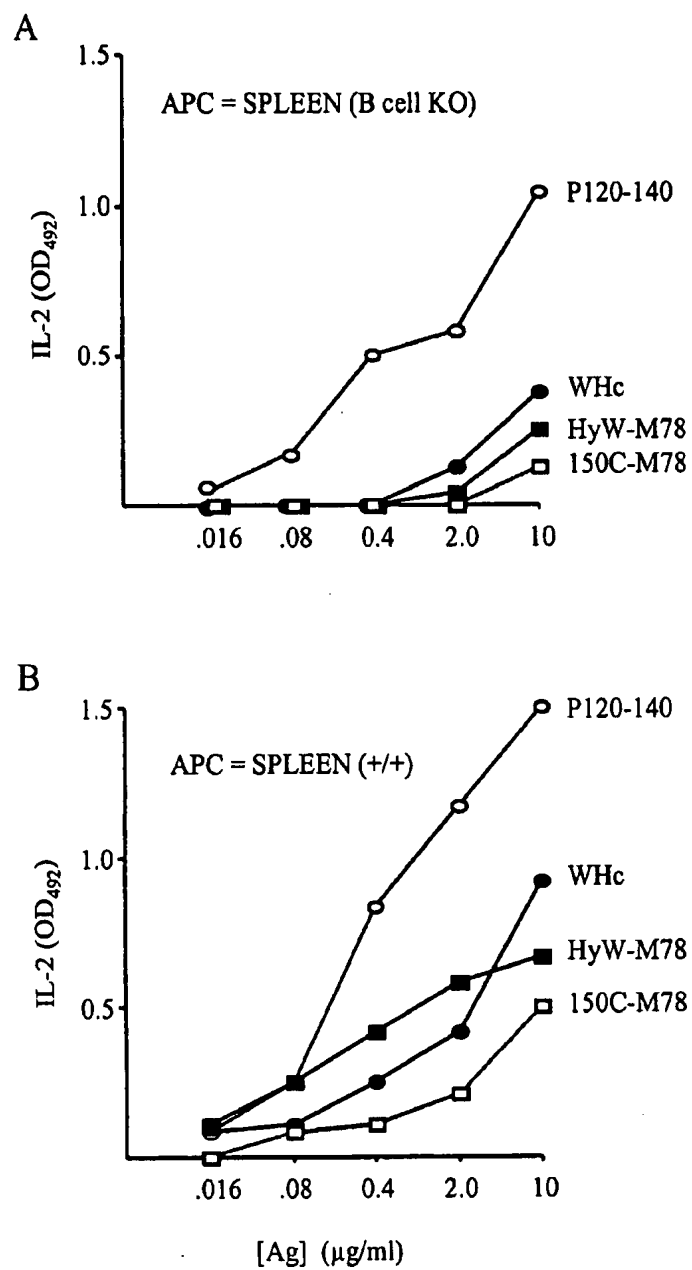 A
APC = SPLEEN (B cell KO)
IL-2 (OD492)
1.5
1.0
0.5
P120-140
WHc
HyW-M78
150C-M78
.016 .08 0.4 2.0 10
B
APC = SPLEEN (+/+)
IL-2 (OD492)
1.5
1.0
0.5
P120-140
WHc
HyW-M78
150C-M78
.016 .08 0.4 2.0 10
[Ag] (µg/ml)